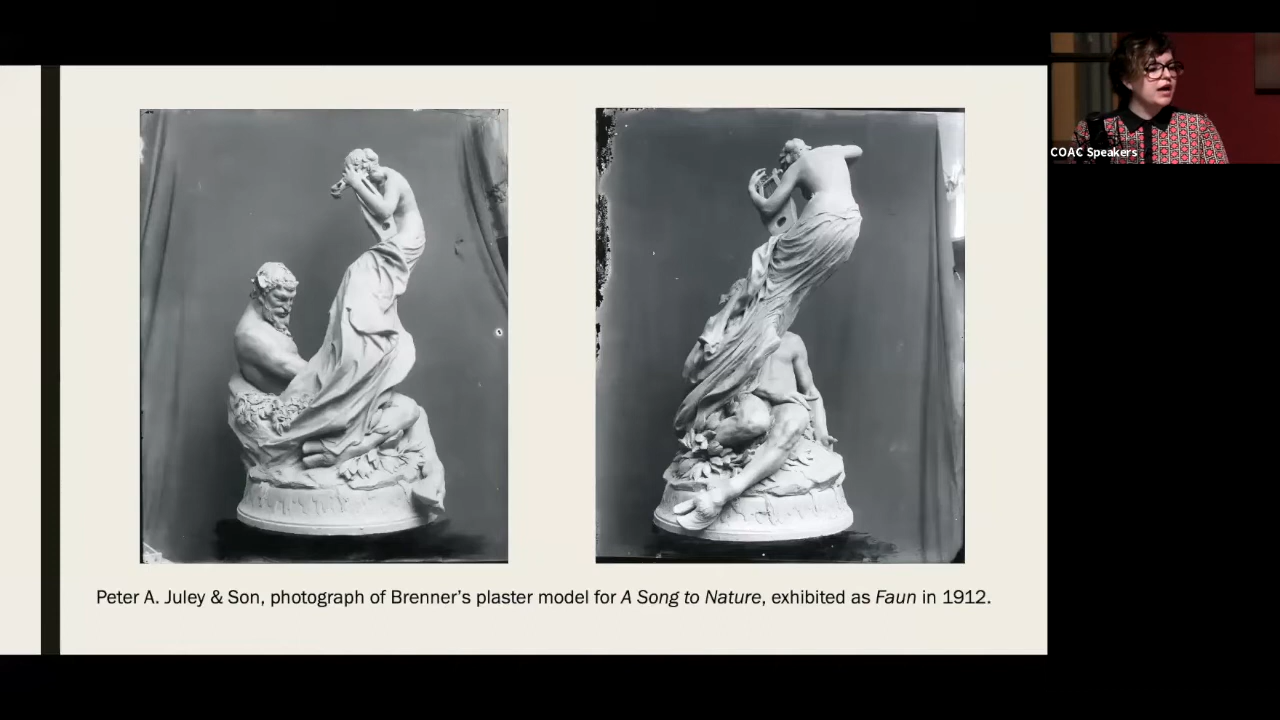 COAC Speakers
Peter A. Juley & Son, photograph of Brenner’s plaster model for A Song to Nature, exhibited as Faun in 1912.